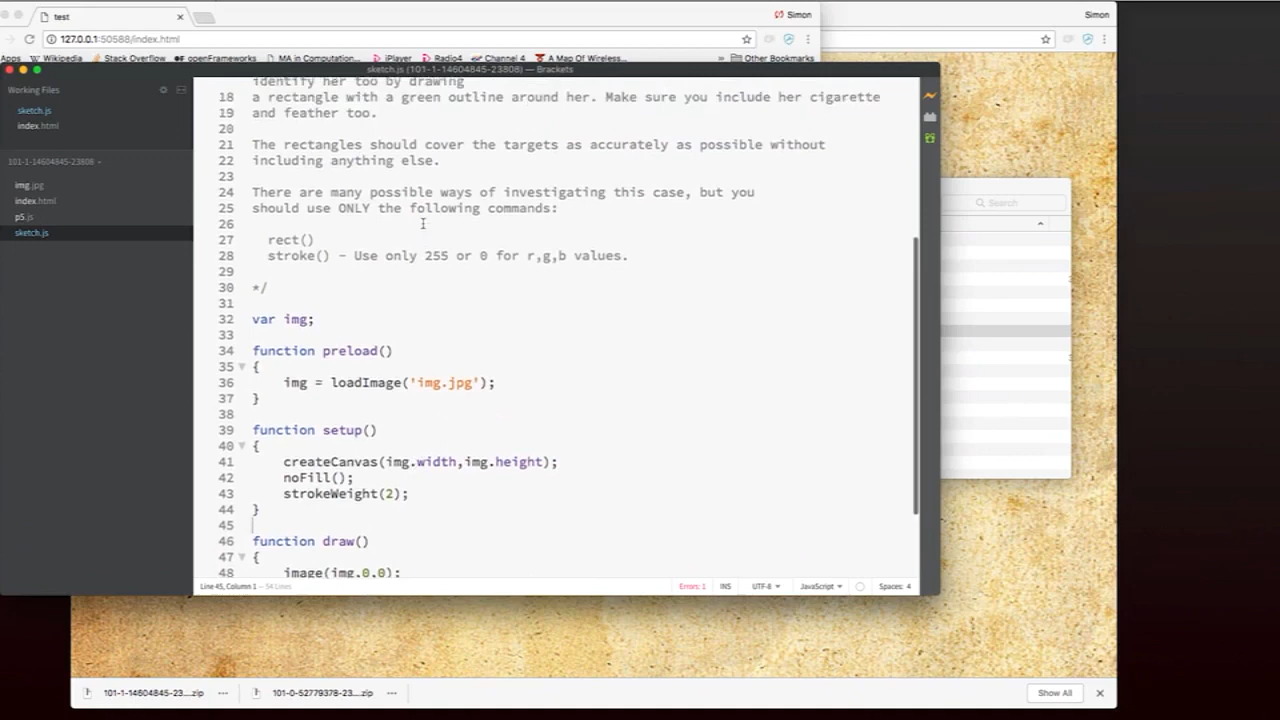 test
Simon
Simon
127.0.0.1:50588/index.html
Apps Wikipedia Stack Overflow openFrameworks MA in Computation... iPlayer Radio4 Channel 4 A Map Of Wireless... » Other Bookmarks
sketch.js (101-1-14604845-23808) — Brackets
Working Files
sketch.js
index.html
101-1-14604845-23808
img.jpg
index.html
p5.js
sketch.js
identify her too by drawing
18 a rectangle with a green outline around her. Make sure you include her cigarette
19 and feather too.
20
21 The rectangles should cover the targets as accurately as possible without
22 including anything else.
23
24 There are many possible ways of investigating this case, but you
25 should use ONLY the following commands:
26
27 rect()
28 stroke() - Use only 255 or 0 for r,g,b values.
29
30 */
31
32 var img;
33
34 function preload()
35 {
36 img = loadImage('img.jpg');
37 }
38
39 function setup()
40 {
41 createCanvas(img.width,img.height);
42 noFill();
43 strokeWeight(2);
44 }
45
46 function draw()
47 {
48 image(img,0,0);
Line 45, Column 1 — 54 Lines
Errors: 1 INS UTF-8 JavaScript Spaces: 4
Search
101-1-14604845-23....zip
101-0-52779378-23....zip
Show All